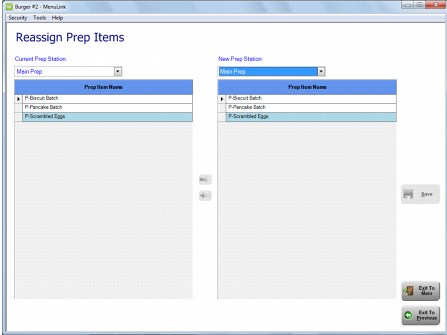 Burger #2 - MenuLink
Security Tools Help
Reassign Prep Items
Current Prep Station:
New Prep Station:
Main Prep
Main Prep
Prep Item Name
Prep Item Name
P-Biscuit Batch
P-Biscuit Batch
P-Pancake Batch
P-Pancake Batch
P-Scrambled Eggs
P-Scrambled Eggs
Save
Exit To
Main
Exit To
Previous